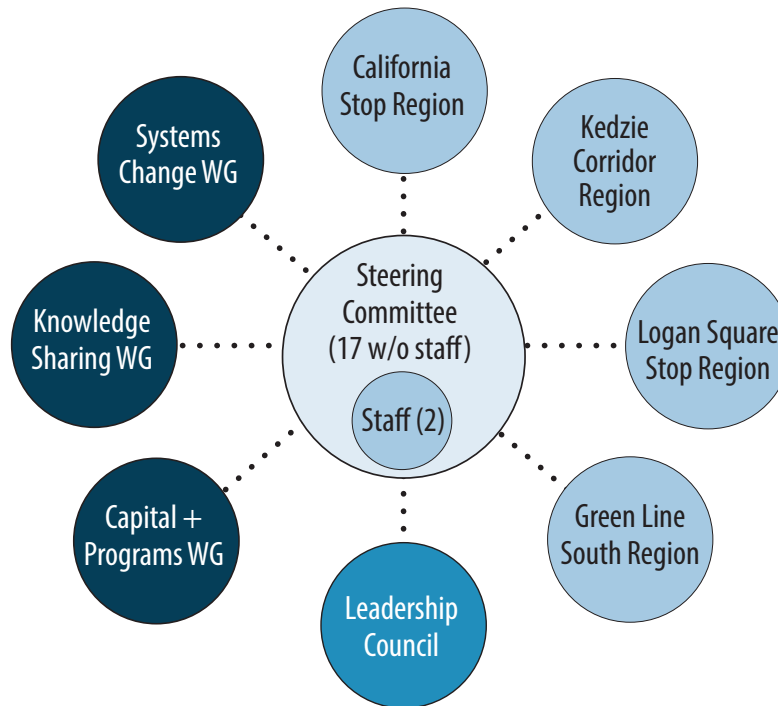 California
Stop Region
Systems
Change WG
Kedzie
Corridor
Region
Steering
Committee
(17 w/o staff)
Staff (2)
Knowledge
Sharing WG
Logan Square
Stop Region
Capital +
Programs WG
Green Line
South Region
Leadership
Council